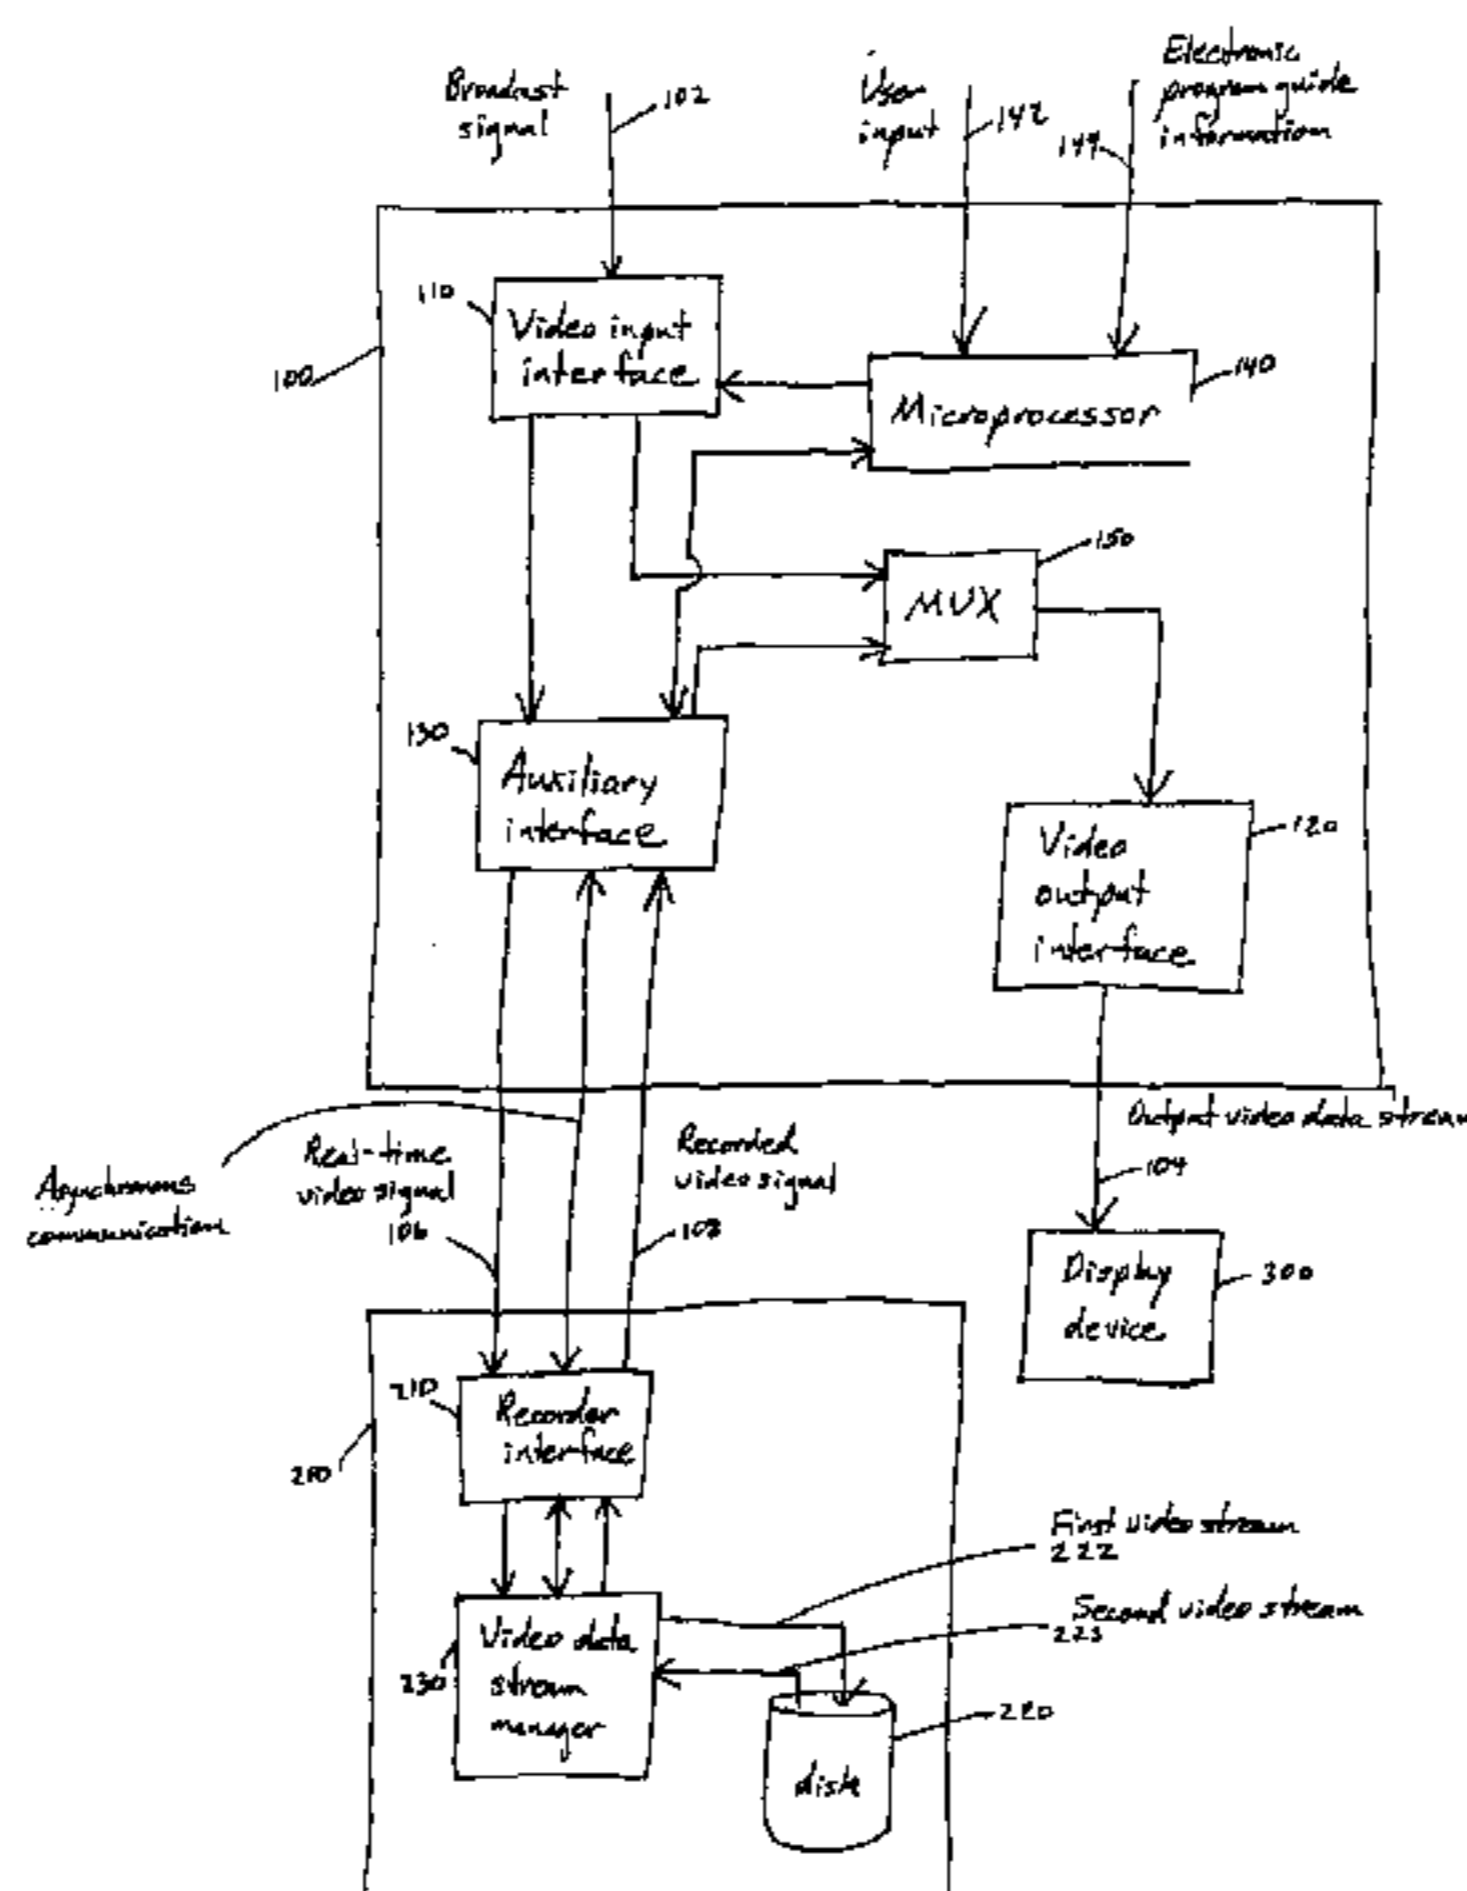 Broadcast
signal
102
User
input
142
Electronic
program guide
information
144
110
Video input
interface
100
Microprocessor
140
MUX
150
130
Auxiliary
interface
Video
output
interface
120
Output video data stream
Asynchronous
communication
Real-time
video signal
106
Recorded
video signal
108
104
Display
device
300
210
Recorder
interface
210
First video stream
222
Second video stream
223
230
Video data
stream
manager
220
disk